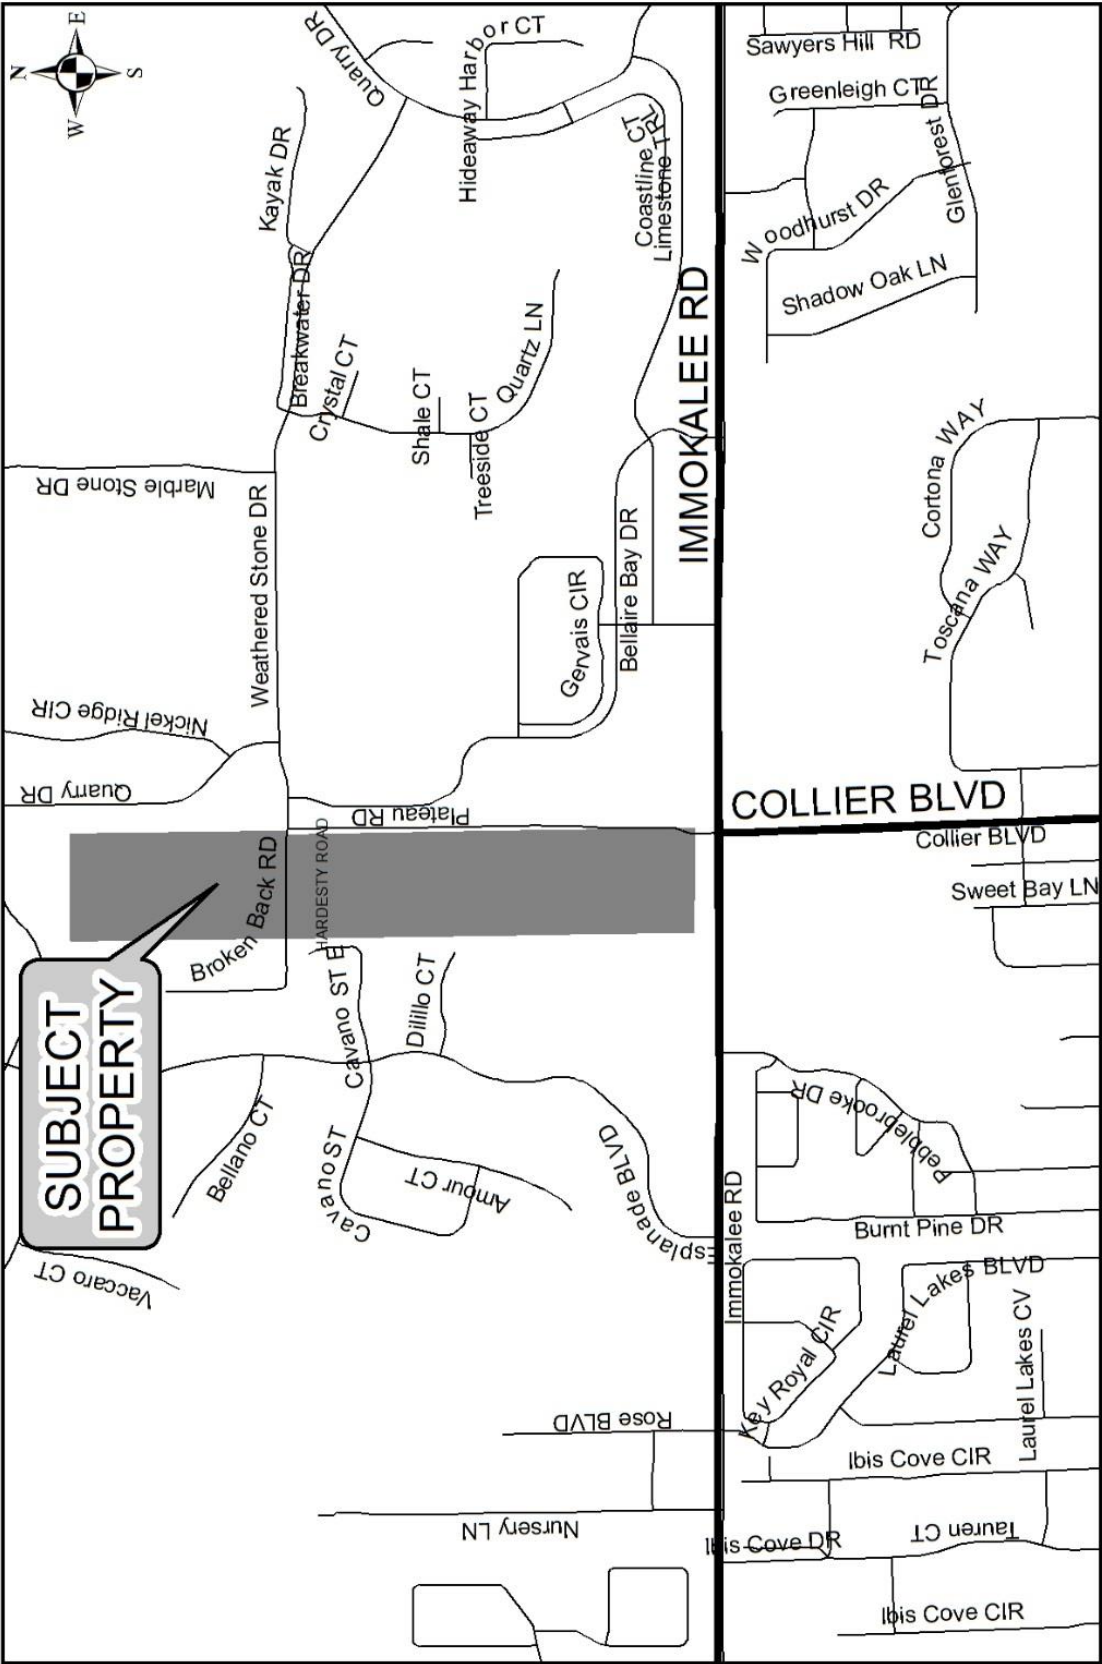 E
N
S
W
Quarry DR
Hideaway Harbor CT
Kayak DR
Coastline CT
Limestone TRL
Sawyers Hill RD
Greenleigh CT
Glenforest DR
Woodhurst DR
Shadow Oak LN
Breakwater DR
Crystal CT
Shale CT
Treeside CT
Quartz LN
IMMOKALEE RD
Marble Stone DR
Weathered Stone DR
Cortona WAY
Toscana WAY
Gervais CIR
Bellaire Bay DR
Nickel Ridge CIR
Quarry DR
Plateau RD
HARDESTY ROAD
COLLIER BLVD
Collier BLVD
Sweet Bay LN
Broken Back RD
SUBJECT
PROPERTY
Cavano ST E
Dilillo CT
Bellano CT
Cavano ST
Amour CT
Esplanade BLVD
Pebblebrooke DR
Immokalee RD
Burnt Pine DR
Vaccaro CT
Laurel Lakes BLVD
Key Royal CIR
Laurel Lakes CV
Rose BLVD
Ibis Cove CIR
Nursery LN
Ibis Cove DR
Tauren CT
Ibis Cove CIR